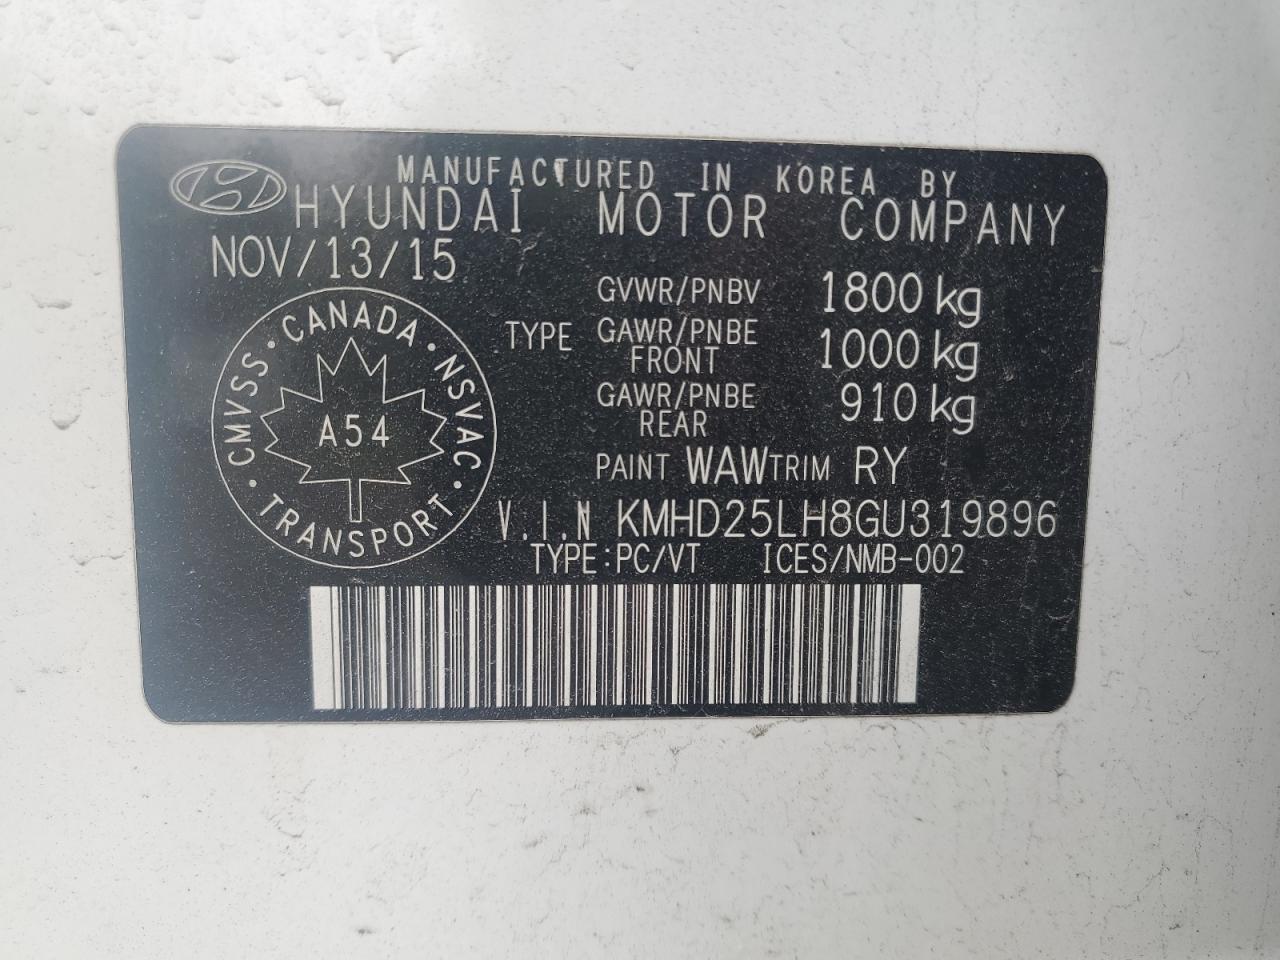 MANUFACTURED IN KOREA BY
HYUNDAI MOTOR COMPANY
NOV/13/15
GVWR/PNBV 1800 kg
TYPE GAWR/PNBE FRONT 1000 kg
GAWR/PNBE REAR 910 kg
PAINT WAW TRIM RY
V.I.N KMHD25LH8GU319896
TYPE:PC/VT ICES/NMB-002
CMVSS · CANADA · NSVAC · TRANSPORT ·
A54